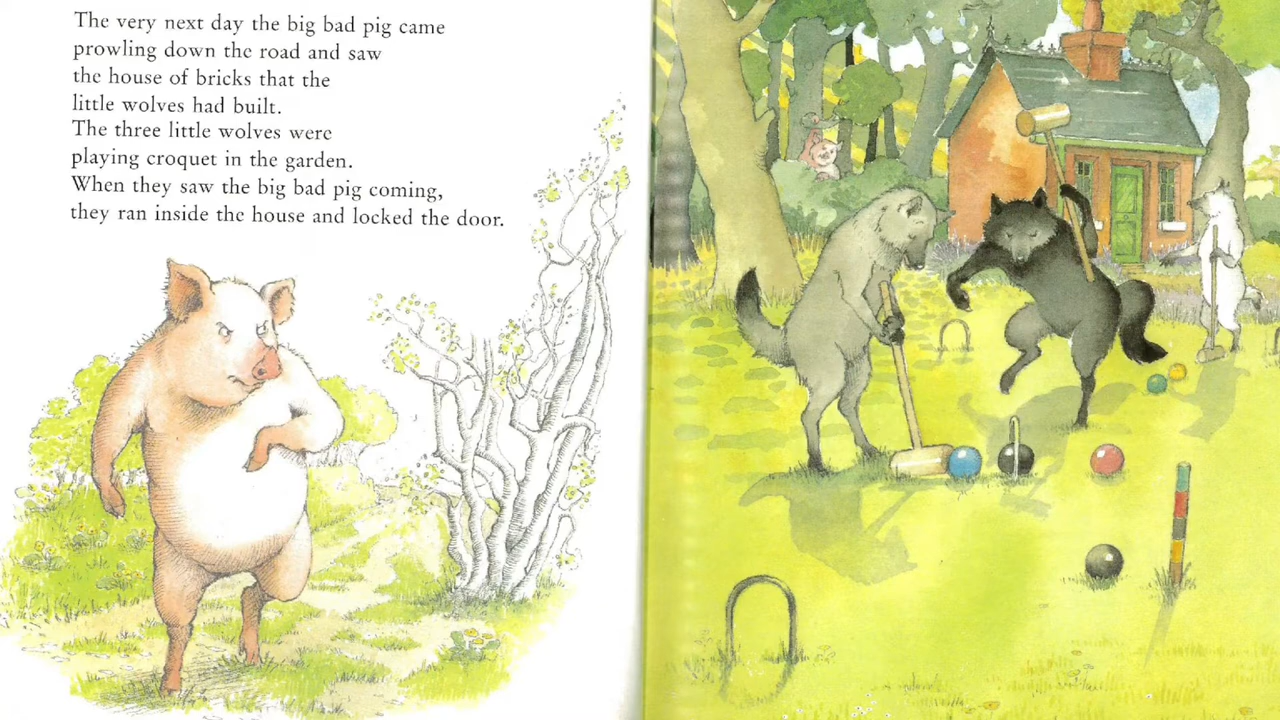 The very next day the big bad pig came
prowling down the road and saw
the house of bricks that the
little wolves had built.
The three little wolves were
playing croquet in the garden.
When they saw the big bad pig coming,
they ran inside the house and locked the door.